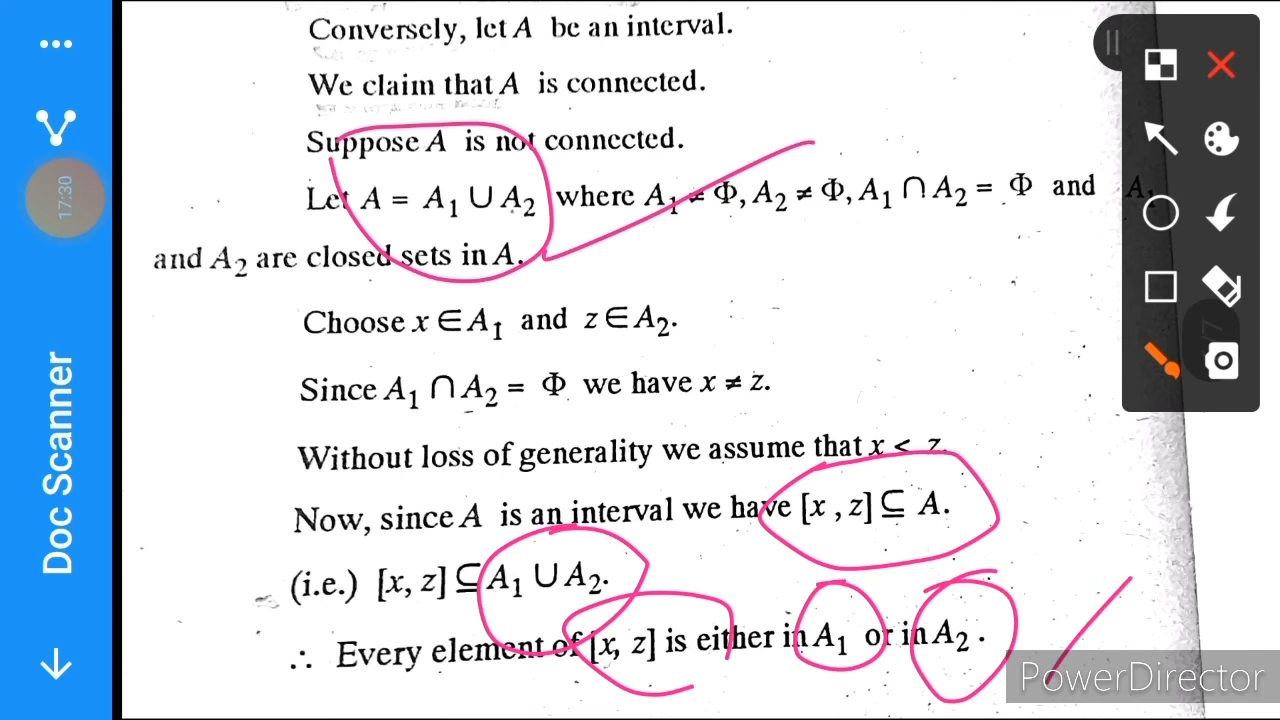 Conversely, let A be an interval.
We claim that A is connected.
Suppose A is not connected.
Let A = A₁ ∪ A₂ where A₁ ≠ Φ, A₂ ≠ Φ, A₁ ∩ A₂ = Φ and A₁
and A₂ are closed sets in A.
Choose x ∈ A₁ and z ∈ A₂.
Since A₁ ∩ A₂ = Φ we have x ≠ z.
Without loss of generality we assume that x < z.
Now, since A is an interval we have [x , z] ⊆ A.
(i.e.) [x, z] ⊆ A₁ ∪ A₂.
∴ Every element of [x, z] is either in A₁ or in A₂ .
17:30
Doc Scanner
PowerDirector